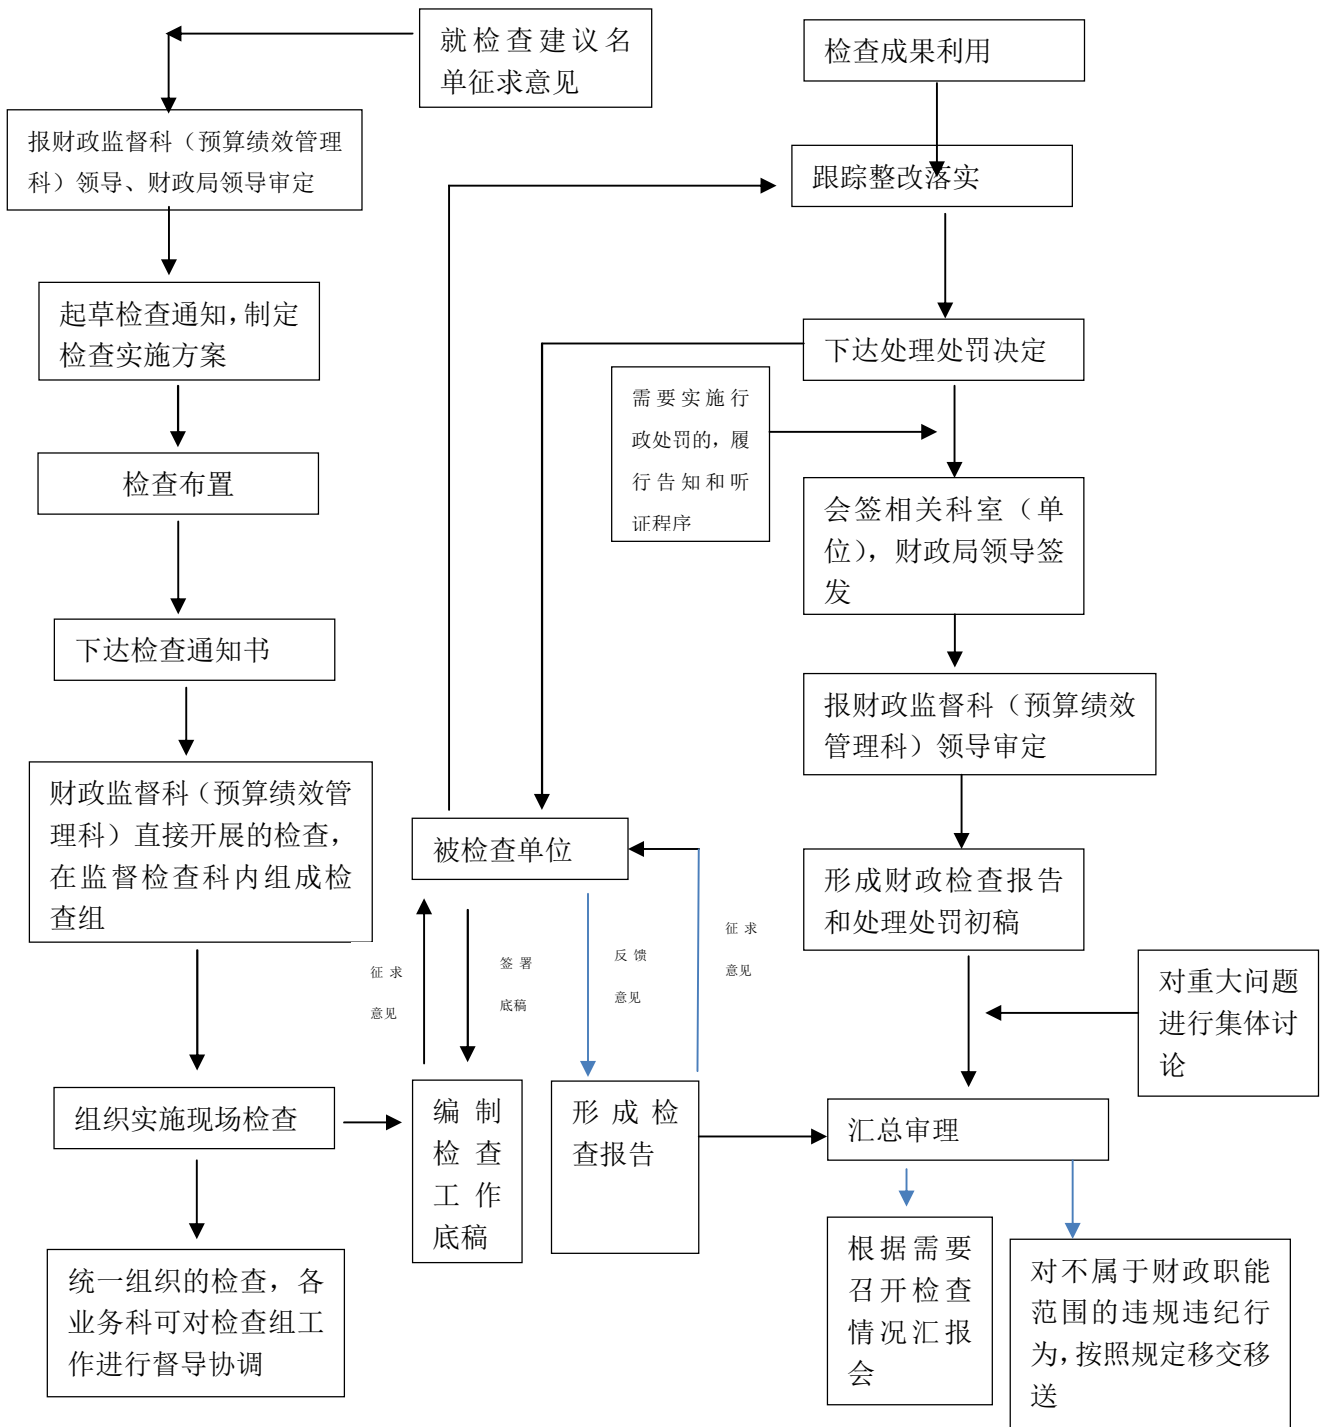 就检查建议名
单征求意见
检查成果利用
报财政监督科（预算绩效管理
科）领导、财政局领导审定
跟踪整改落实
起草检查通知，制定
检查实施方案
下达处理处罚决定
需要实施行
政处罚的，履
行告知和听
证程序
检查布置
会签相关科室（单
位），财政局领导签
发
下达检查通知书
报财政监督科（预算绩效
管理科）领导审定
财政监督科（预算绩效管
理科）直接开展的检查，
在监督检查科内组成检
查组
被检查单位
形成财政检查报告
和处理处罚初稿
征求
意见
签署
底稿
反馈
意见
征求
意见
对重大问题
进行集体讨
论
组织实施现场检查
编制
检查
工作
底稿
形成检
查报告
汇总审理
统一组织的检查，各
业务科可对检查组工
作进行督导协调
根据需要
召开检查
情况汇报
会
对不属于财政职能
范围的违规违纪行
为，按照规定移交移
送